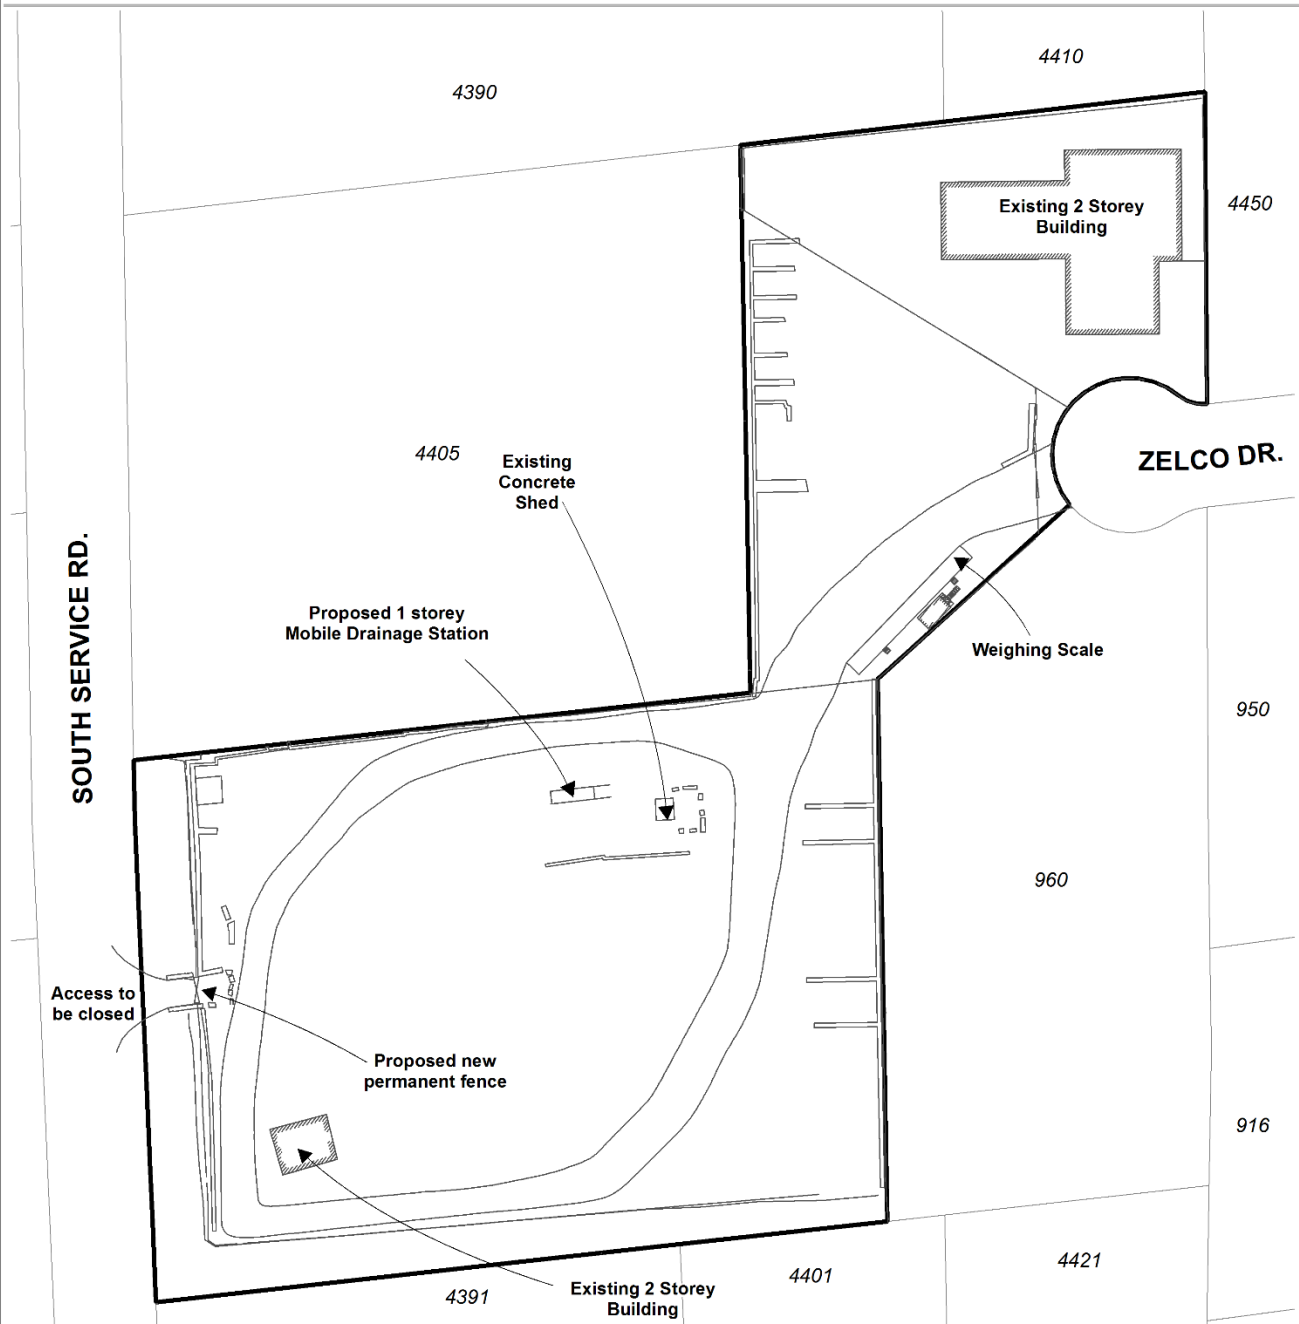 4410
4390
Existing 2 Storey
Building
4450
4405
ZELCO DR.
Existing
Concrete
Shed
SOUTH SERVICE RD.
Proposed 1 storey
Mobile Drainage Station
Weighing Scale
950
960
Access to
be closed
Proposed new
permanent fence
916
4421
4401
4391
Existing 2 Storey
Building